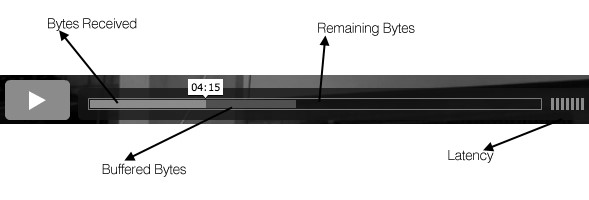 Bytes Received
Remaining Bytes
04:15
Buffered Bytes
Latency